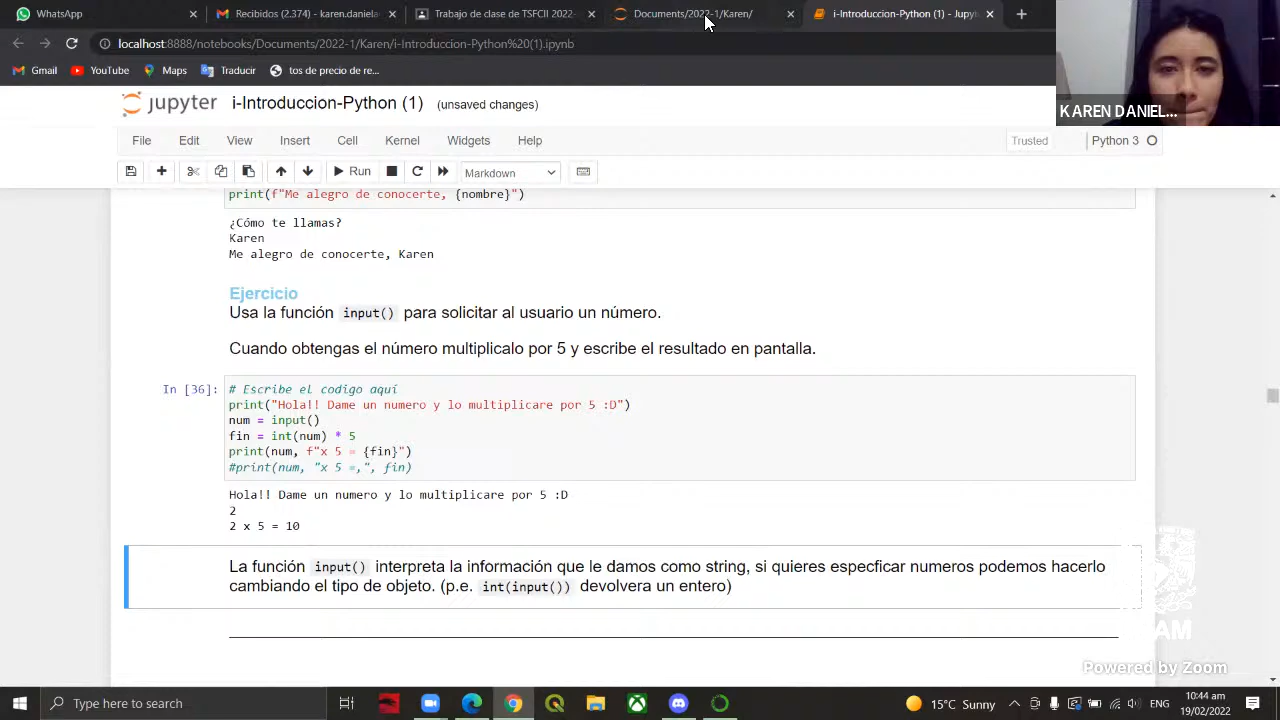 WhatsApp
Recibidos (2.374) - karen.daniela
Trabajo de clase de TSFCII 2022-
Documents/2022-1/Karen/
i-Introduccion-Python (1) - Jupyt
localhost:8888/notebooks/Documents/2022-1/Karen/i-Introduccion-Python%20(1).ipynb
Gmail
YouTube
Maps
Traducir
tos de precio de re...
KAREN DANIEL...
jupyter i-Introduccion-Python (1) (unsaved changes)
File Edit View Insert Cell Kernel Widgets Help
Trusted
Python 3
Run
Markdown
print(f"Me alegro de conocerte, {nombre}")
¿Cómo te llamas?
Karen
Me alegro de conocerte, Karen
Ejercicio
Usa la función input() para solicitar al usuario un número.
Cuando obtengas el número multiplicalo por 5 y escribe el resultado en pantalla.
In [36]:
# Escribe el codigo aquí
print("Hola!! Dame un numero y lo multiplicare por 5 :D")
num = input()
fin = int(num) * 5
print(num, f"x 5 = {fin}")
#print(num, "x 5 =,", fin)
Hola!! Dame un numero y lo multiplicare por 5 :D
2
2 x 5 = 10
La función input() interpreta la información que le damos como string, si quieres especficar numeros podemos hacerlo
cambiando el tipo de objeto. (p.e. int(input()) devolvera un entero)
AM
Powered by Zoom
Type here to search
15°C Sunny
10:44 am
19/02/2022